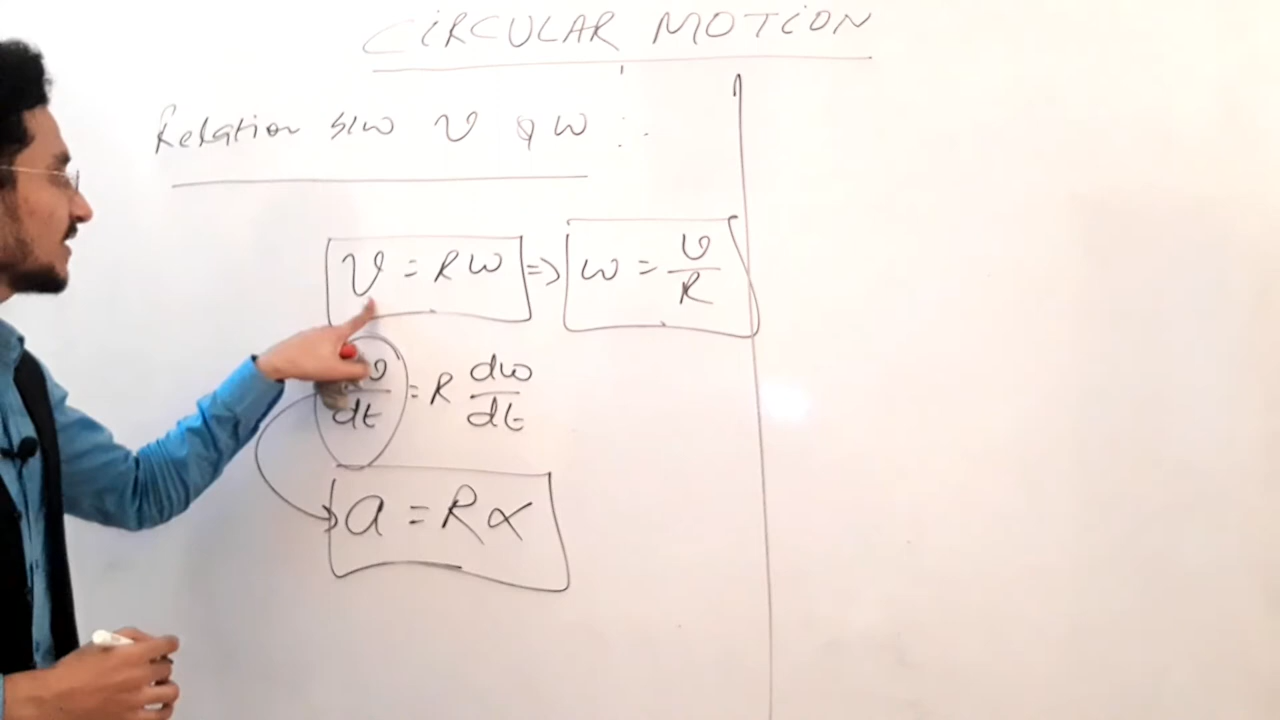 CIRCULAR MOTION
Relation b/w v & ω :
v = Rω ⇒ ω = v/R
dv/dt = R dω/dt
a = Rα